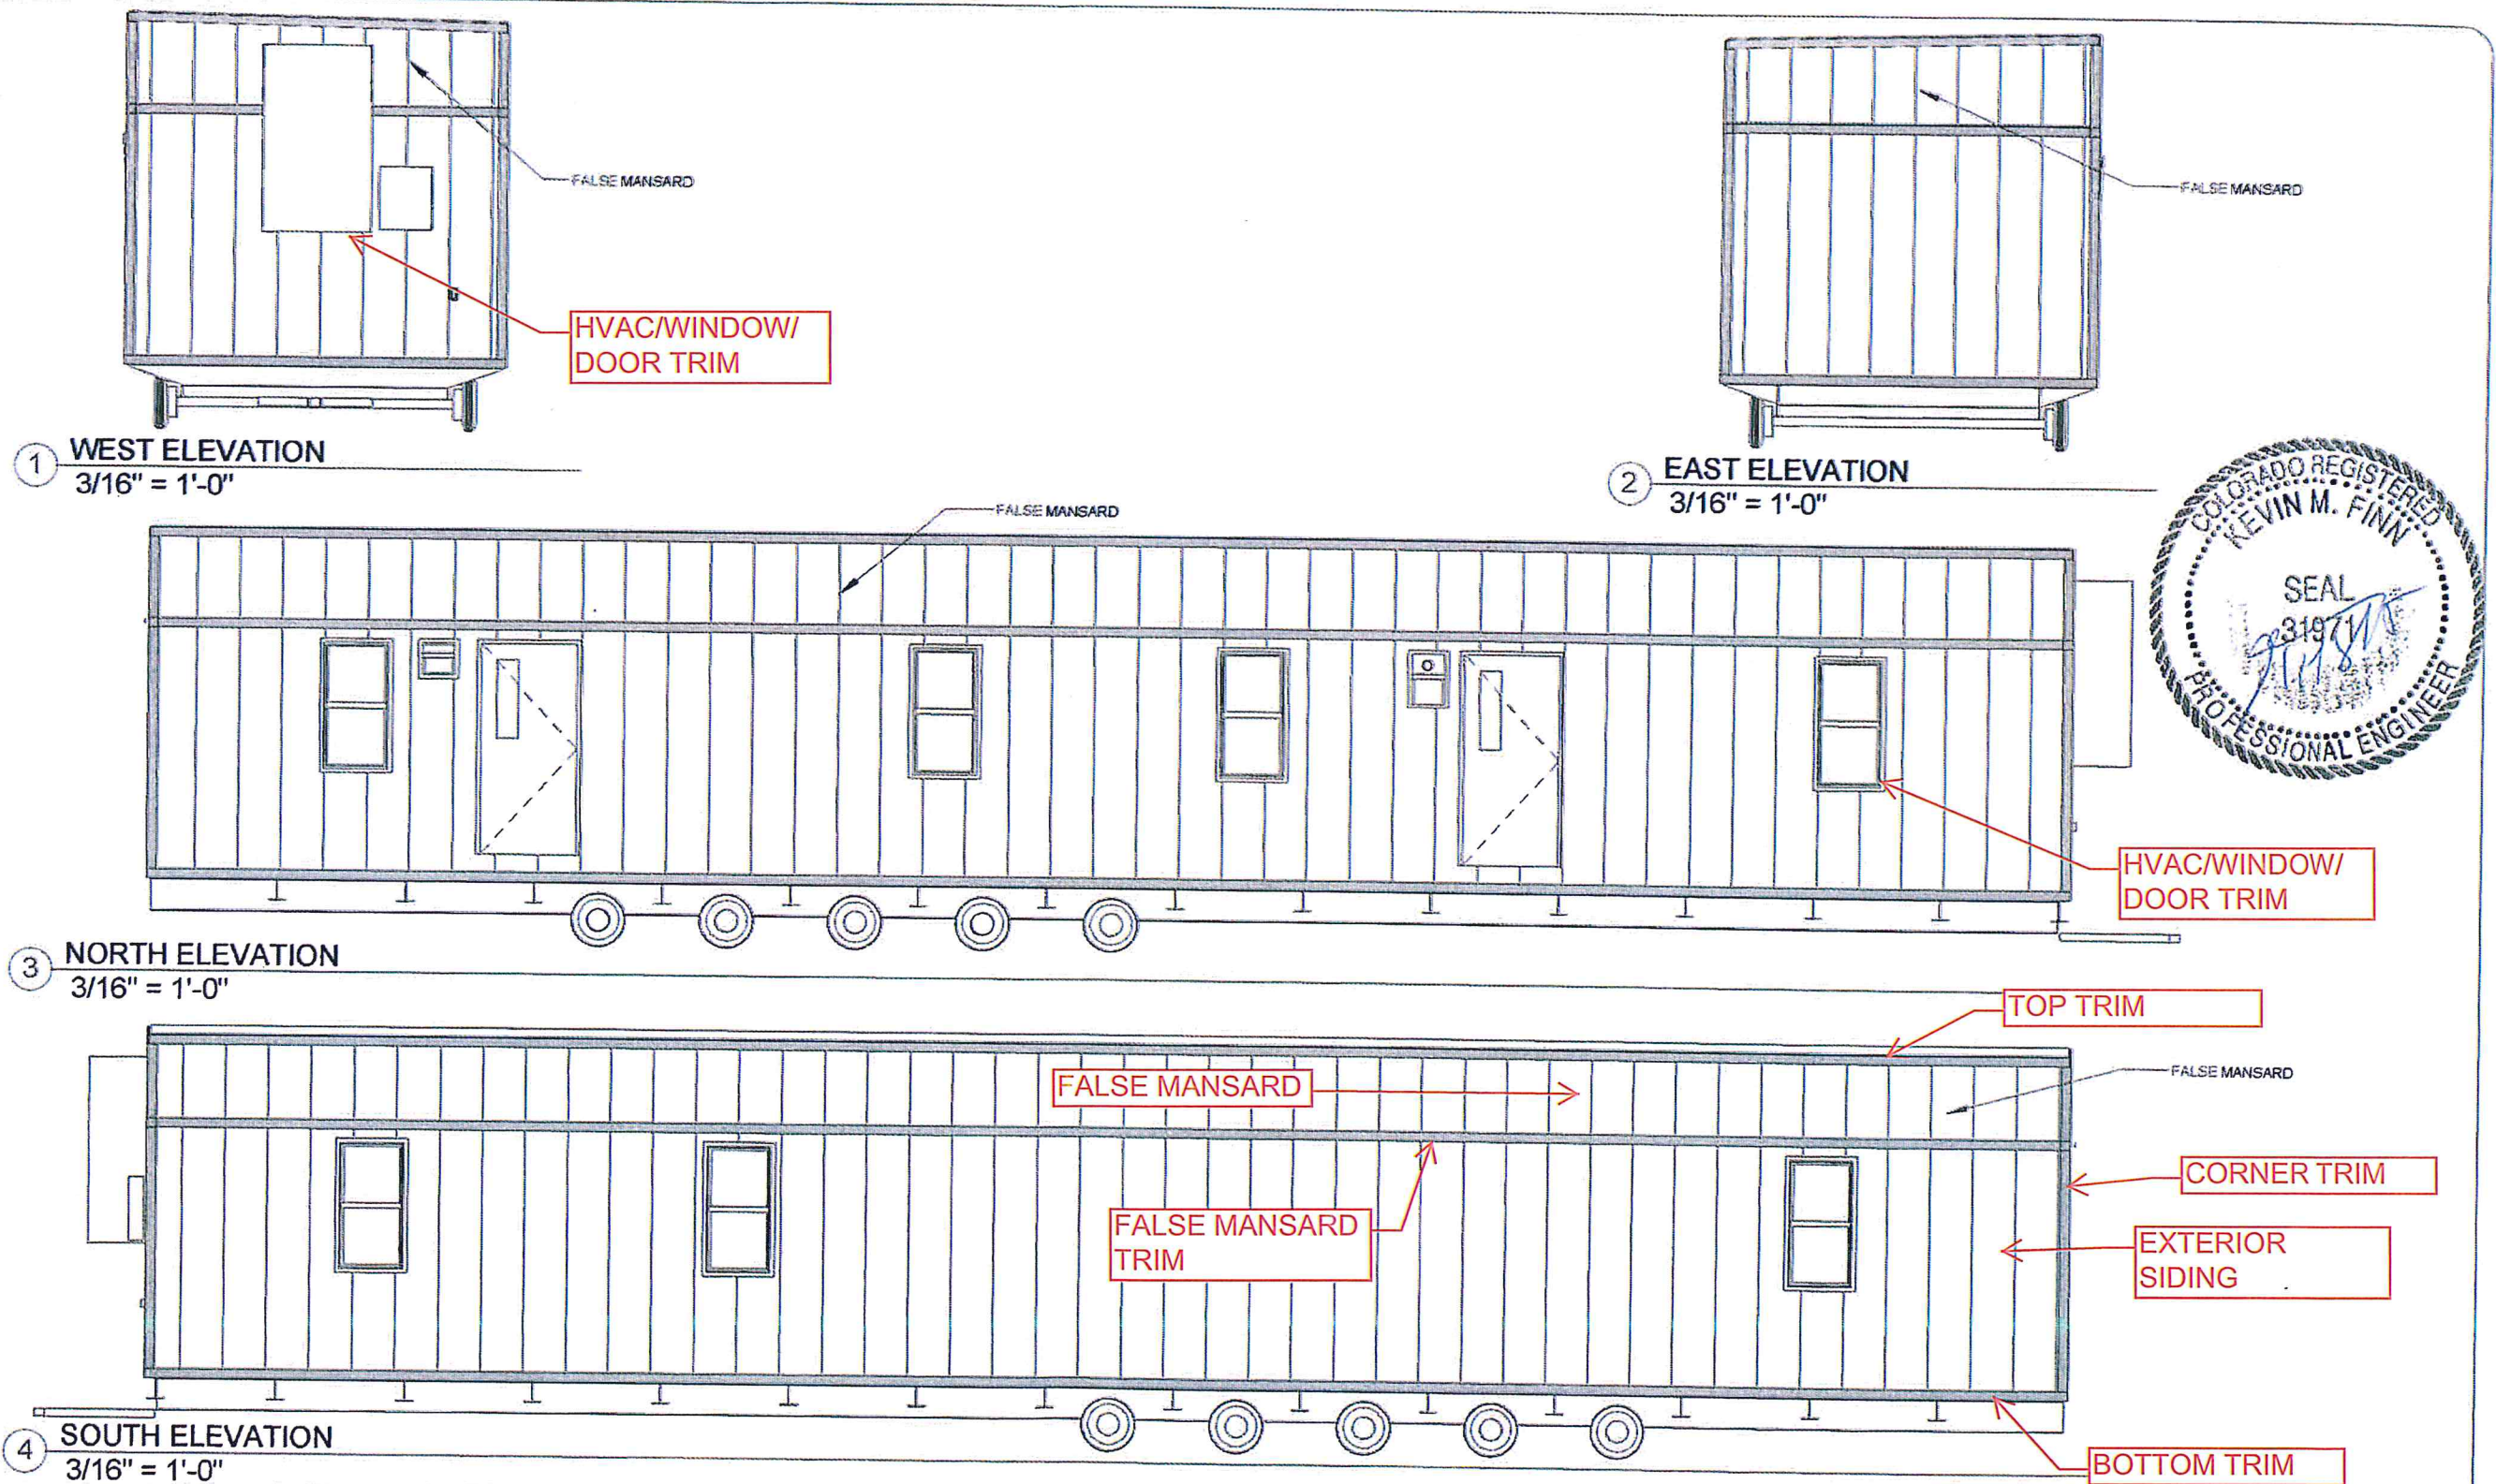 FALSE MANSARD
HVAC/WINDOW/
DOOR TRIM
1
WEST ELEVATION
3/16" = 1'-0"
FALSE MANSARD
2
EAST ELEVATION
3/16" = 1'-0"
COLORADO REGISTERED
KEVIN M. FINN
SEAL
31971
PROFESSIONAL ENGINEER
FALSE MANSARD
HVAC/WINDOW/
DOOR TRIM
3
NORTH ELEVATION
3/16" = 1'-0"
TOP TRIM
FALSE MANSARD
FALSE MANSARD
CORNER TRIM
FALSE MANSARD
TRIM
EXTERIOR
SIDING
4
SOUTH ELEVATION
3/16" = 1'-0"
BOTTOM TRIM